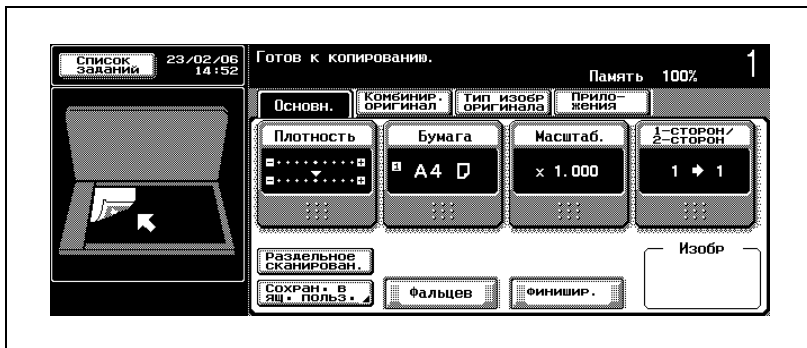 Список
заданий
23/02/06
14:52
Готов к копированию.
Память 100%
1
Основн.
Комбинир.
оригинал
Тип изобр
оригинала
Прило-
жения
Плотность
Бумага
1 A4
Масштаб.
× 1.000
1-сторон/
2-сторон
1 → 1
Раздельное
сканирован.
Сохран. в
ящ. польз.
Фальцев
Финишир.
Изобр